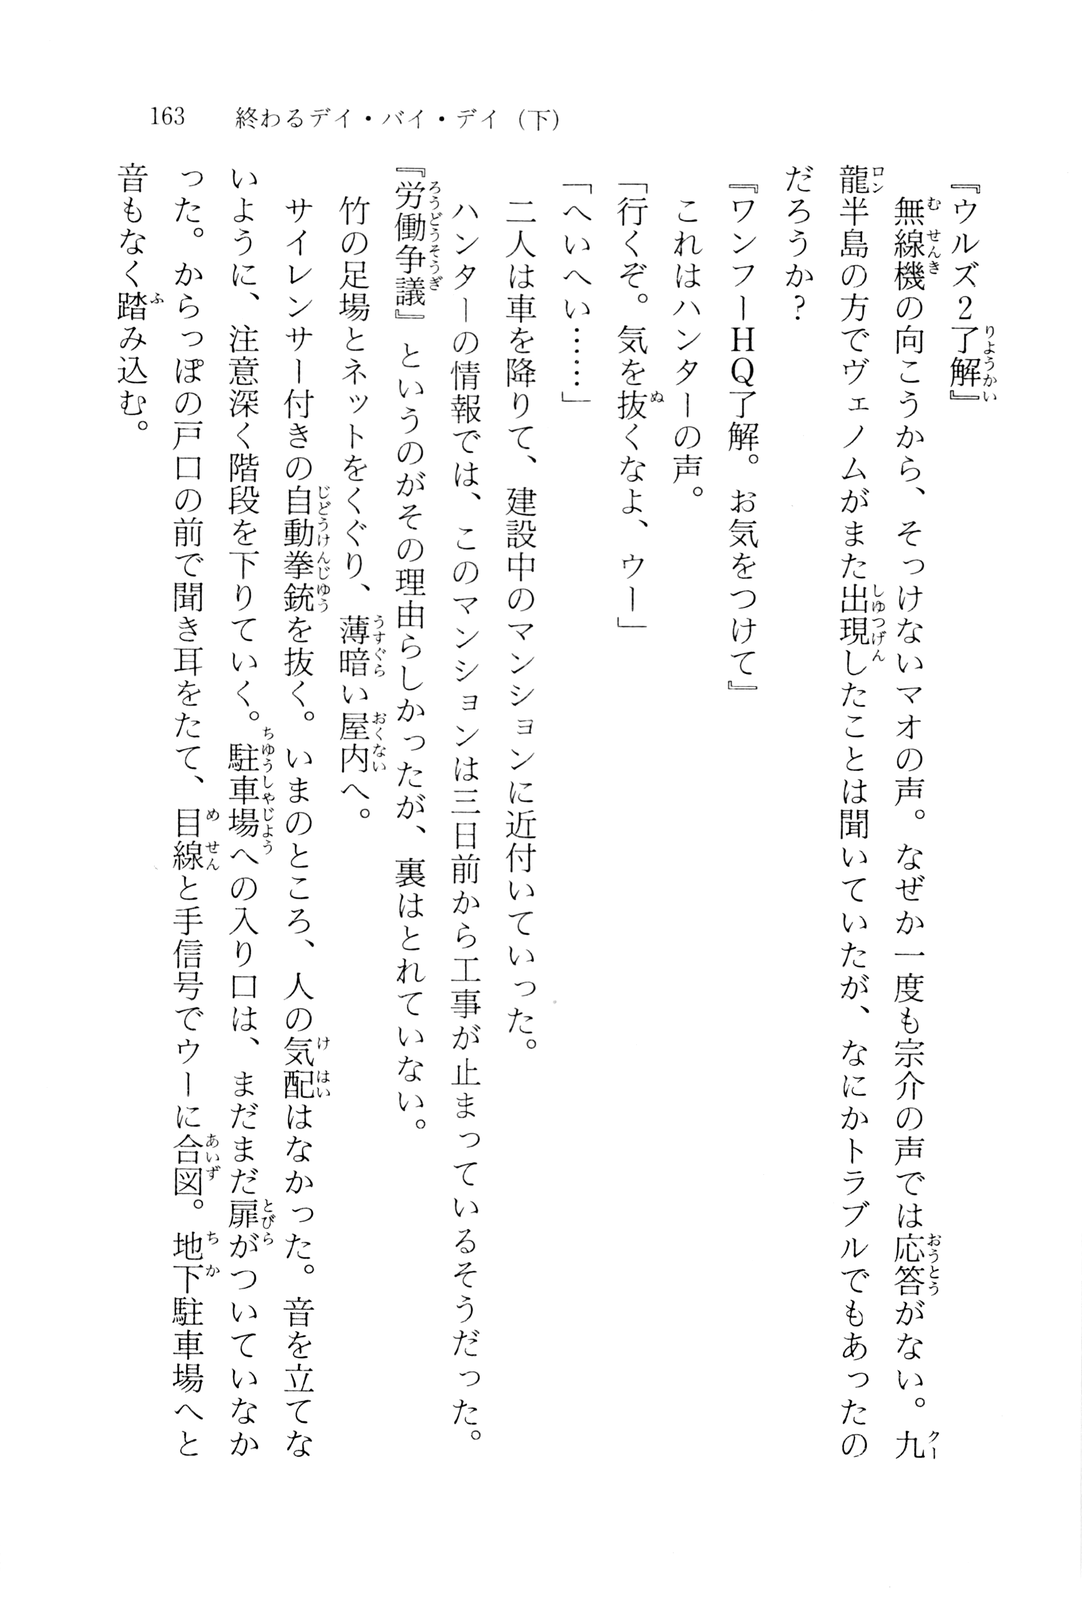 163　終わるデイ・バイ・デイ（下）
『ウルズ２了解』
　無線機の向こうから、そっけないマオの声。なぜか一度も宗介の声では応答がない。九
龍半島の方でヴェノムがまた出現したことは聞いていたが、なにかトラブルでもあったの
だろうか？
『ワンフーＨＱ了解。お気をつけて』
　これはハンターの声。
「行くぞ。気を抜くなよ、ウー」
「へいへい……」
　二人は車を降りて、建設中のマンションに近付いていった。
　ハンターの情報では、このマンションは三日前から工事が止まっているそうだった。
『労働争議』というのがその理由らしかったが、裏はとれていない。
　竹の足場とネットをくぐり、薄暗い屋内へ。
　サイレンサー付きの自動拳銃を抜く。いまのところ、人の気配はなかった。音を立てな
いように、注意深く階段を下りていく。駐車場への入り口は、まだまだ扉がついていなか
った。からっぽの戸口の前で聞き耳をたて、目線と手信号でウーに合図。地下駐車場へと
音もなく踏み込む。